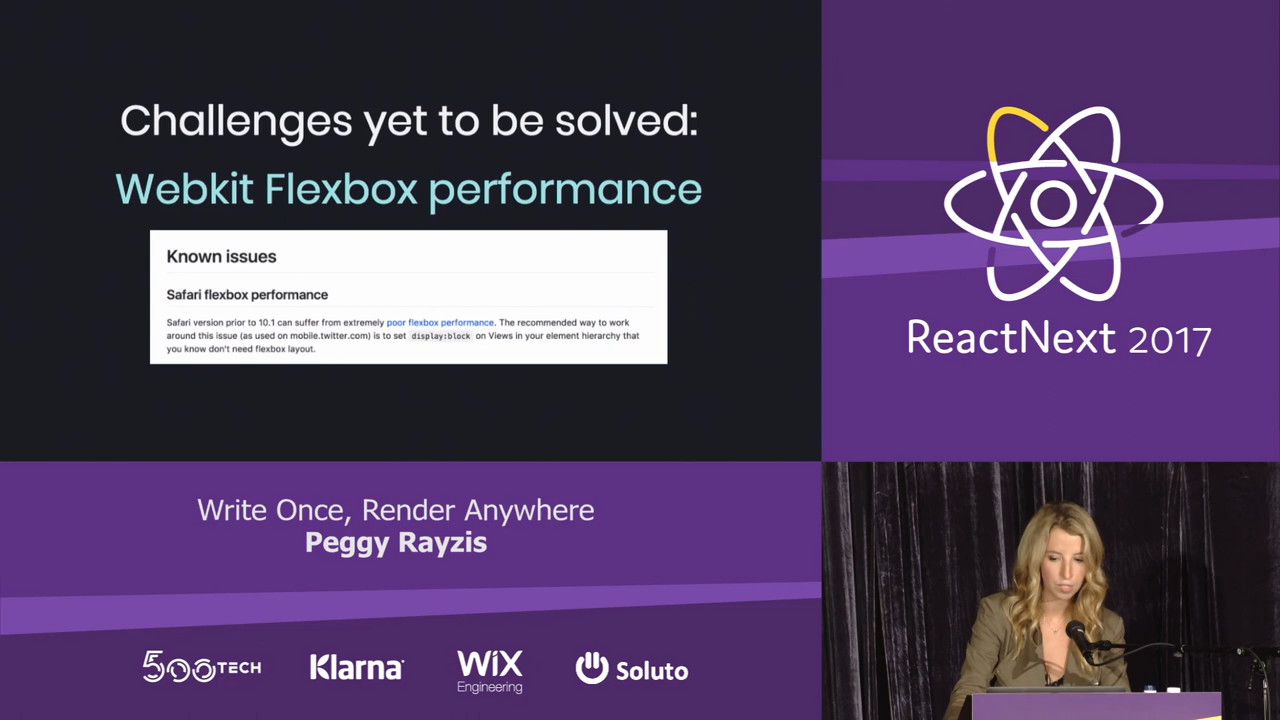 Challenges yet to be solved:
Webkit Flexbox performance
Known issues
Safari flexbox performance
Safari version prior to 10.1 can suffer from extremely poor flexbox performance. The recommended way to work
around this issue (as used on mobile.twitter.com) is to set display:block on Views in your element hierarchy that
you know don't need flexbox layout.
ReactNext 2017
Write Once, Render Anywhere
Peggy Rayzis
500TECH
Klarna
WiX
Engineering
Soluto